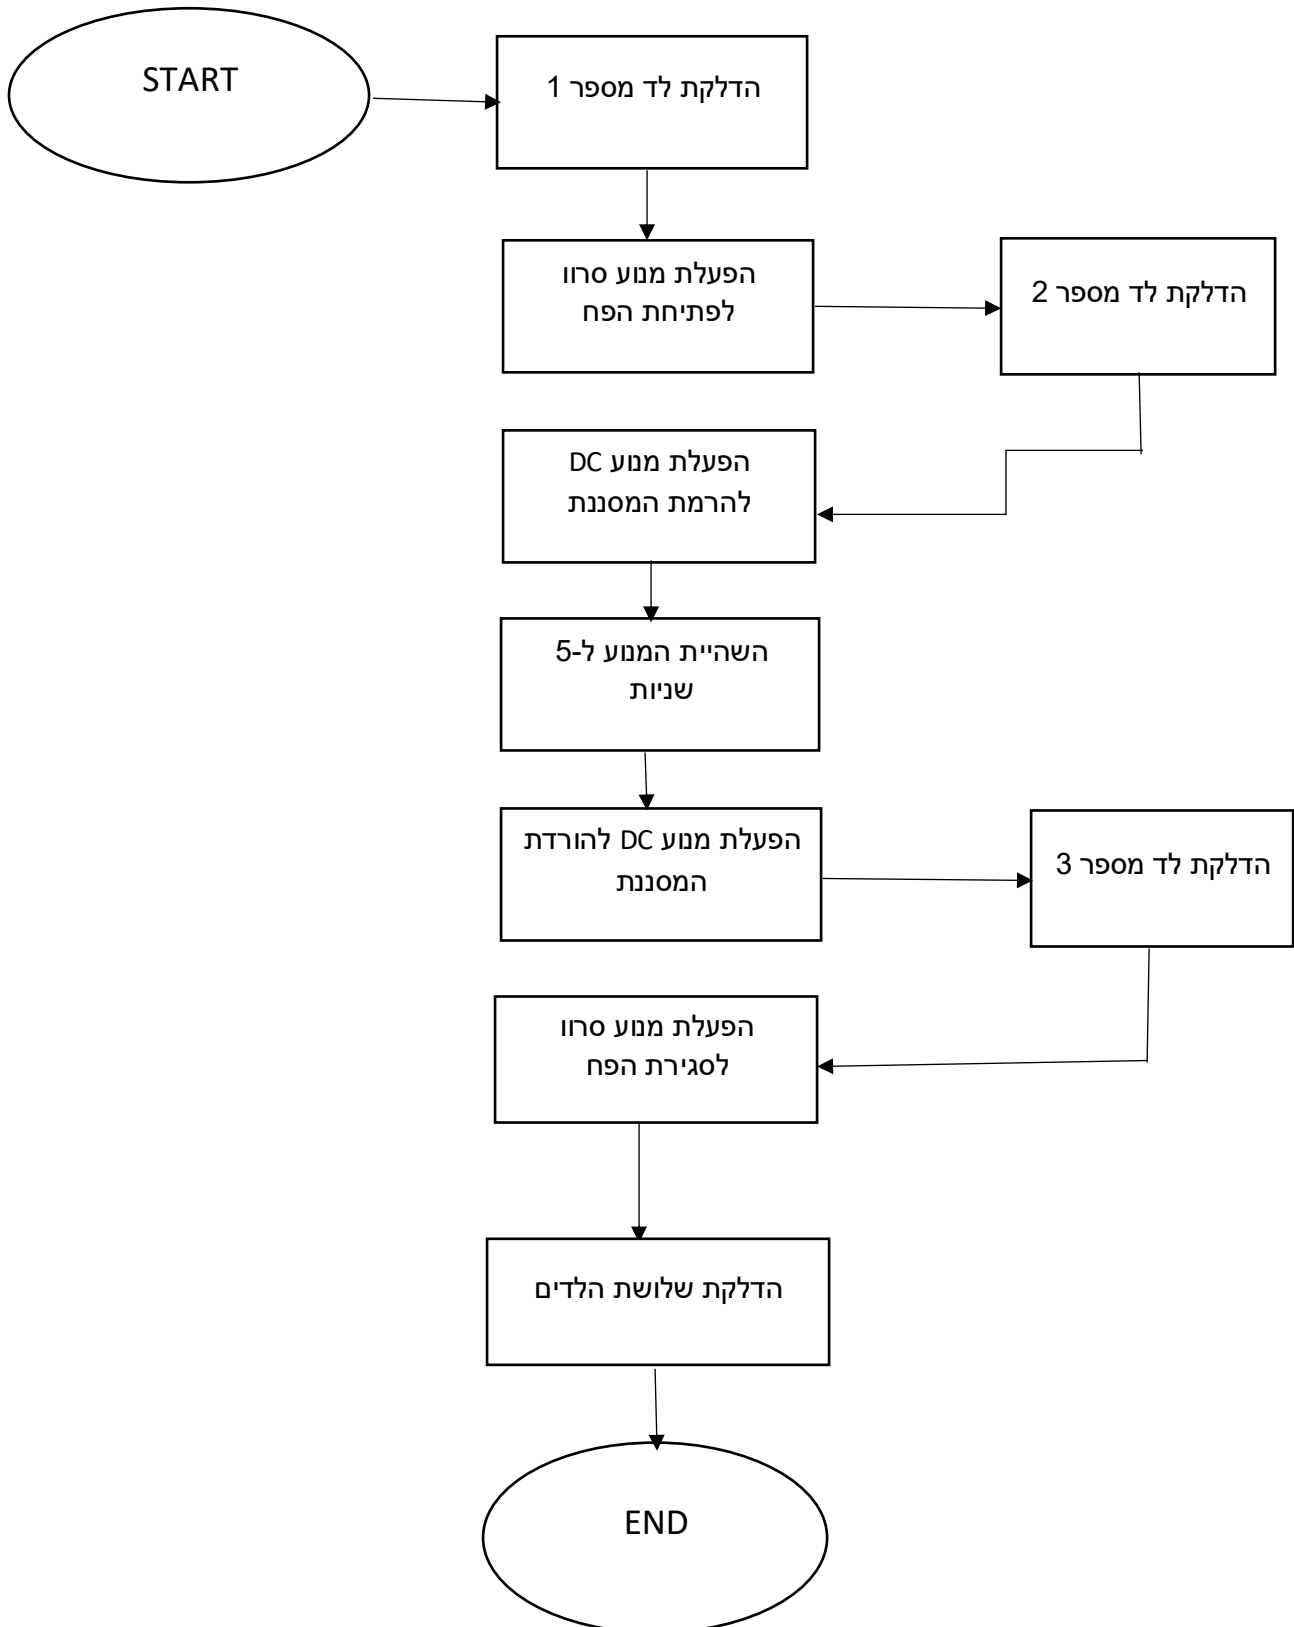 START
הדלקת לד מספר 1
הפעלת מנוע סרוו
לפתיחת הפח
הדלקת לד מספר 2
הפעלת מנוע DC
להרמת המסננת
השהיית המנוע ל-5
שניות
הפעלת מנוע DC להורדת
המסננת
הדלקת לד מספר 3
הפעלת מנוע סרוו
לסגירת הפח
הדלקת שלושת הלדים
END